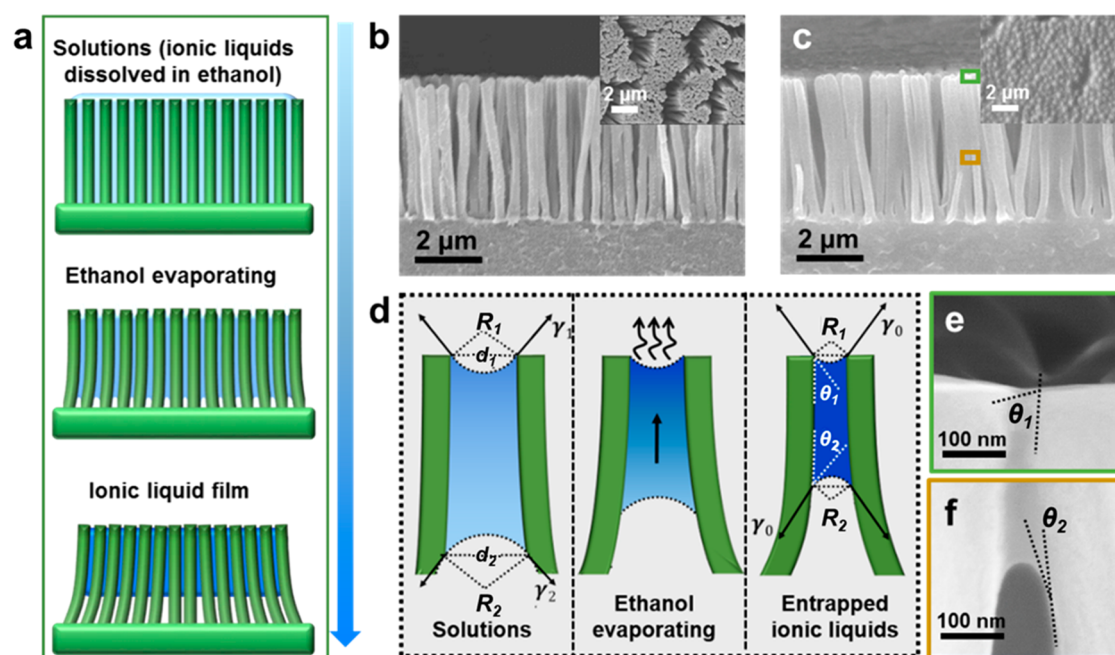 a
Solutions (ionic liquids
dissolved in ethanol)
Ethanol evaporating
Ionic liquid film
b
2 μm
2 μm
c
2 μm
2 μm
d
R1
γ1
d1
d2
R2
γ2
Solutions
Ethanol
evaporating
R1
γ0
θ1
θ2
γ0
R2
Entrapped
ionic liquids
e
θ1
100 nm
f
θ2
100 nm